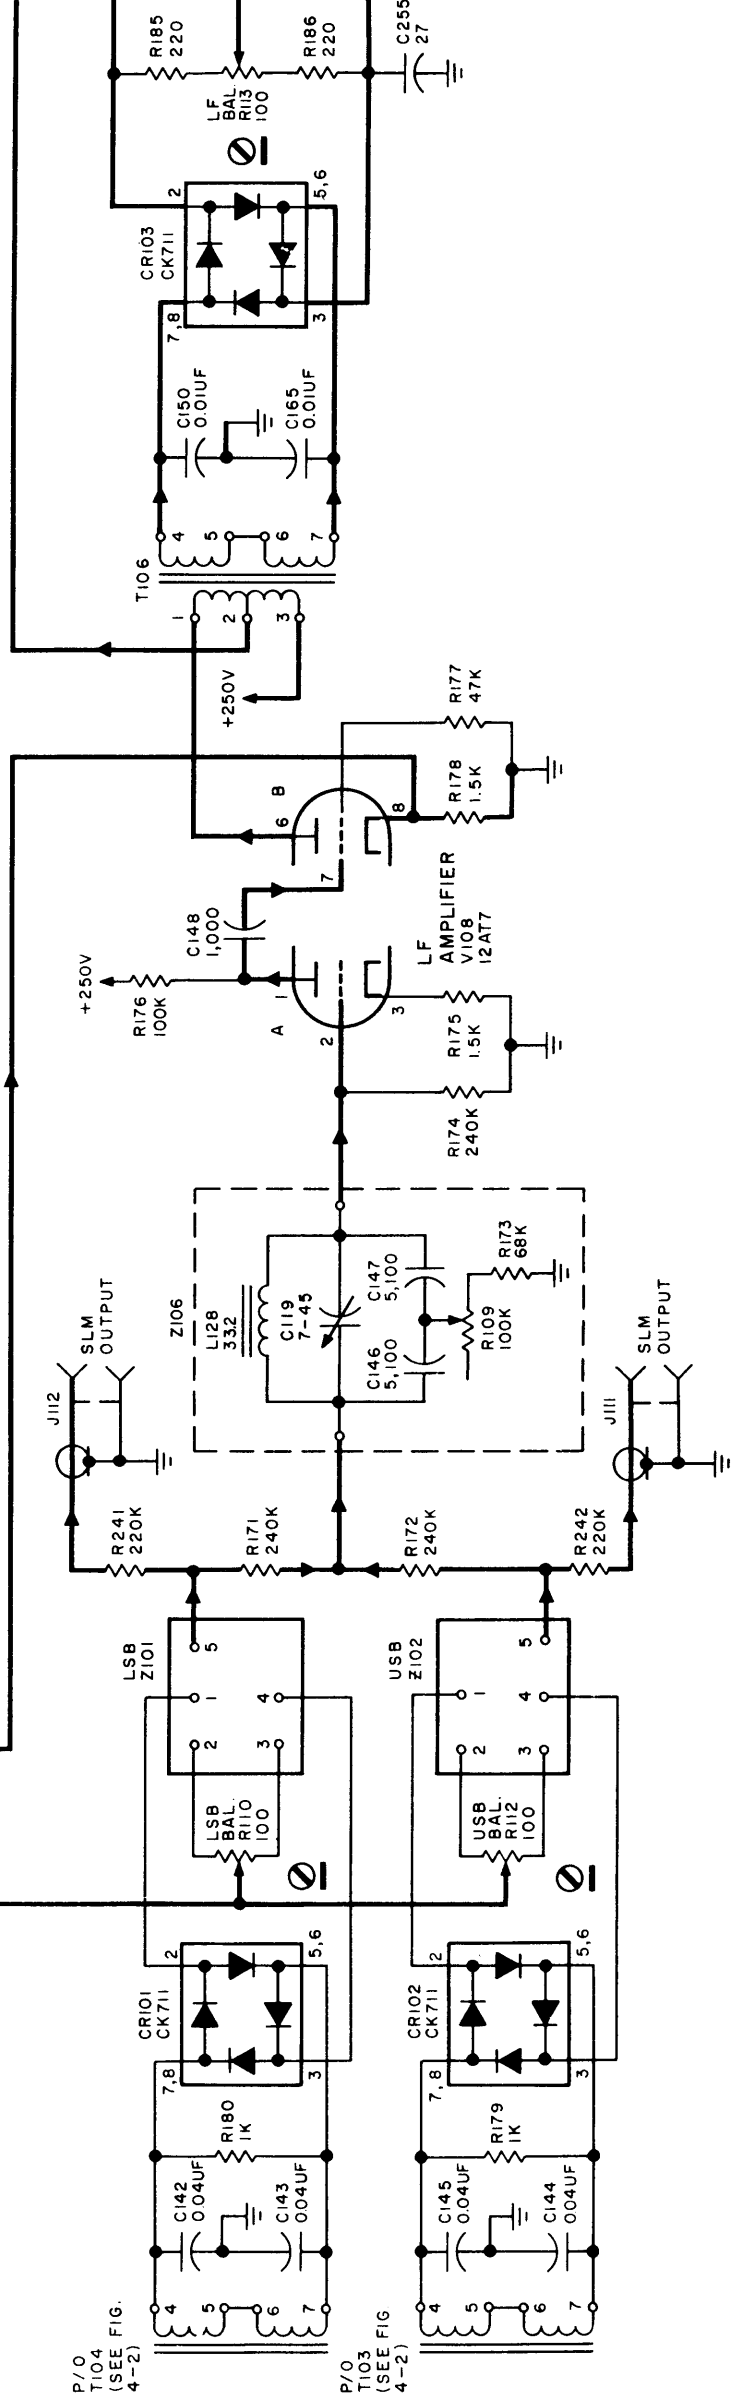 R185
220
R186
220
C255
27
LF
BAL.
R113
100
2
5,6
CR103
CK711
7,8
3
C150
0.01UF
C165
0.01UF
T106
4
5
6
7
1
2
3
+250V
R177
47K
B
6
8
R178
1.5K
7
C148
1,000
LF
AMPLIFIER
V108
12AT7
+250V
R176
100K
1
A
2
3
R175
1.5K
R174
240K
Z106
L128
33.2
C119
7-45
C147
5,100
C146
5,100
R109
100K
R173
68K
J112
SLM
OUTPUT
J111
SLM
OUTPUT
R241
220K
R171
240K
R172
240K
R242
220K
LSB
Z101
5
1
4
2
3
USB
Z102
5
1
4
2
3
LSB
BAL.
R110
100
USB
BAL.
R112
100
2
5,6
CR101
CK711
7,8
3
2
5,6
CR102
CK711
7,8
3
R180
1K
R179
1K
C142
0.04UF
C143
0.04UF
C145
0.04UF
C144
0.04UF
4
5
6
7
4
5
6
7
P/O
T104
(SEE FIG.
4-2)
P/O
T103
(SEE FIG
4-2)